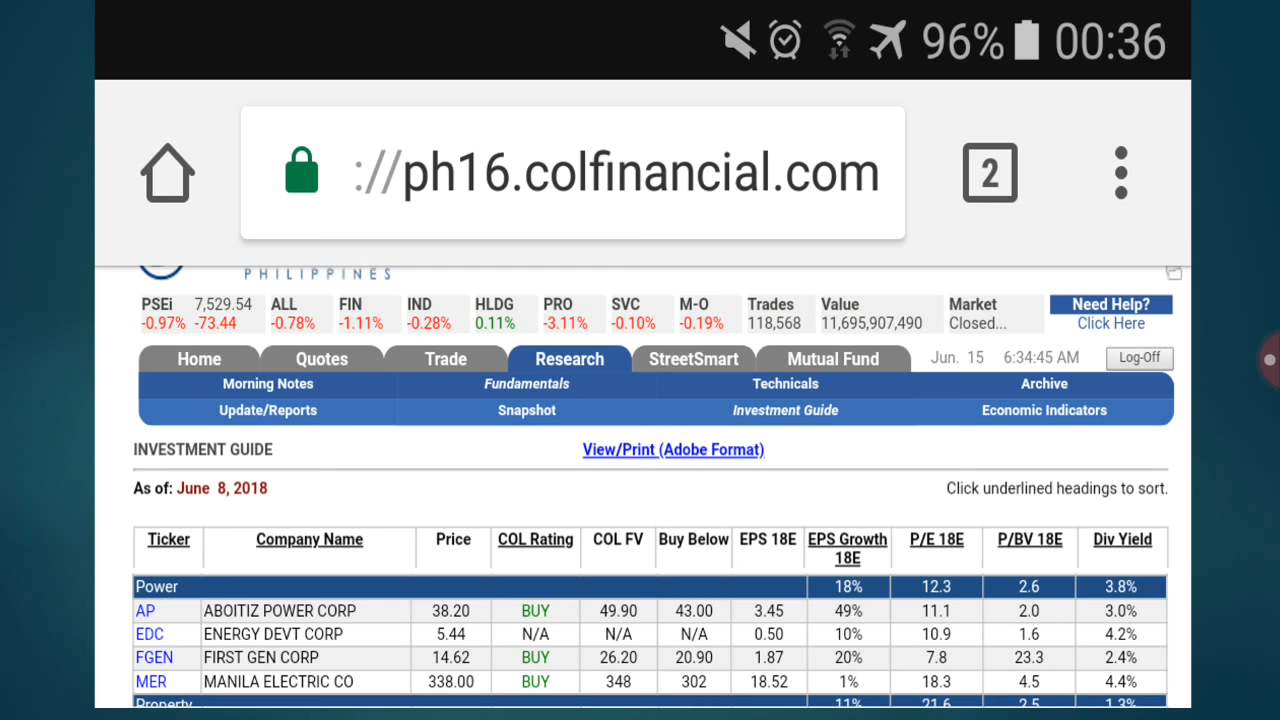 96% 00:36
://ph16.colfinancial.com 2
PHILIPPINES
PSEi 7,529.54 ALL FIN IND HLDG PRO SVC M-O Trades Value Market Need Help?
-0.97% -73.44 -0.78% -1.11% -0.28% 0.11% -3.11% -0.10% -0.19% 118,568 11,695,907,490 Closed... Click Here
Home Quotes Trade Research StreetSmart Mutual Fund Jun. 15 6:34:45 AM Log-Off
Morning Notes Fundamentals Technicals Archive
Update/Reports Snapshot Investment Guide Economic Indicators
INVESTMENT GUIDE View/Print (Adobe Format)
As of: June 8, 2018 Click underlined headings to sort.
Ticker Company Name Price COL Rating COL FV Buy Below EPS 18E EPS Growth P/E 18E P/BV 18E Div Yield
18E
Power 18% 12.3 2.6 3.8%
AP ABOITIZ POWER CORP 38.20 BUY 49.90 43.00 3.45 49% 11.1 2.0 3.0%
EDC ENERGY DEVT CORP 5.44 N/A N/A N/A 0.50 10% 10.9 1.6 4.2%
FGEN FIRST GEN CORP 14.62 BUY 26.20 20.90 1.87 20% 7.8 23.3 2.4%
MER MANILA ELECTRIC CO 338.00 BUY 348 302 18.52 1% 18.3 4.5 4.4%
Property 11% 21.6 2.5 1.3%